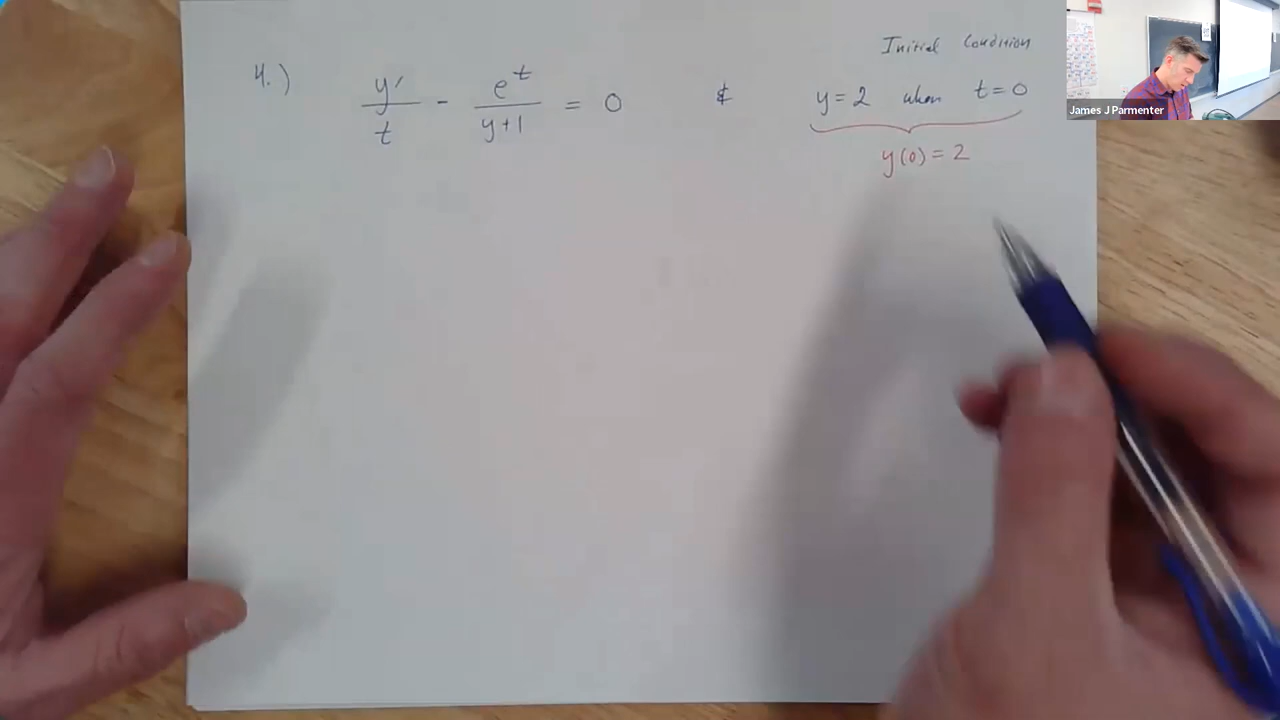 Initial Condition
4.) y'/t - e^t/(y+1) = 0 & y=2 when t=0
y(0) = 2
James J Parmenter